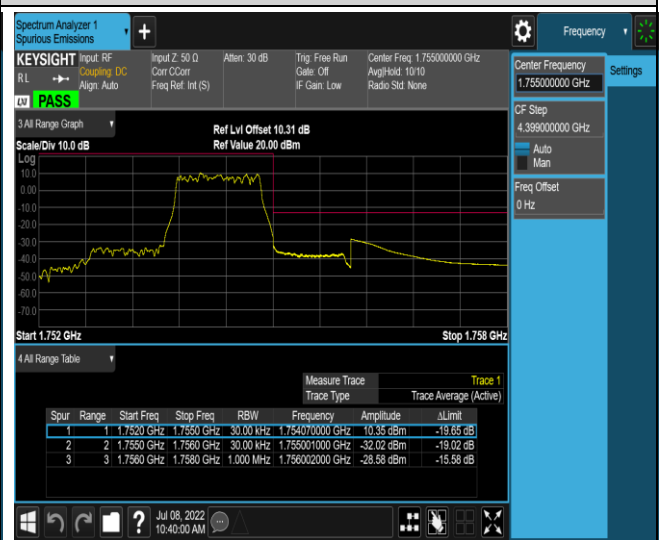 Spectrum Analyzer 1
Spurious Emissions
+
Frequency
KEYSIGHT Input: RF Input Z: 50 Ω Atten: 30 dB Trig: Free Run Center Freq: 1.755000000 GHz
RL Coupling: DC Corr CCorr Gate: Off Avg|Hold: 10/10
Align: Auto Freq Ref: Int (S) IF Gain: Low Radio Std: None
LXI PASS
Center Frequency
1.755000000 GHz
Settings
CF Step
4.399000000 GHz
Auto
Man
Freq Offset
0 Hz
3 All Range Graph
Ref Lvl Offset 10.31 dB
Scale/Div 10.0 dB Ref Value 20.00 dBm
Log
10.0
0.00
-10.0
-20.0
-30.0
-40.0
-50.0
-60.0
-70.0
Start 1.752 GHz Stop 1.758 GHz
4 All Range Table
Measure Trace Trace 1
Trace Type Trace Average (Active)
Spur Range Start Freq Stop Freq RBW Frequency Amplitude ΔLimit
1 1 1.7520 GHz 1.7550 GHz 30.00 kHz 1.754070000 GHz 10.35 dBm -19.65 dB
2 2 1.7550 GHz 1.7560 GHz 30.00 kHz 1.755001000 GHz -32.02 dBm -19.02 dB
3 3 1.7560 GHz 1.7580 GHz 1.000 MHz 1.756002000 GHz -28.58 dBm -15.58 dB
? Jul 08, 2022
10:40:00 AM